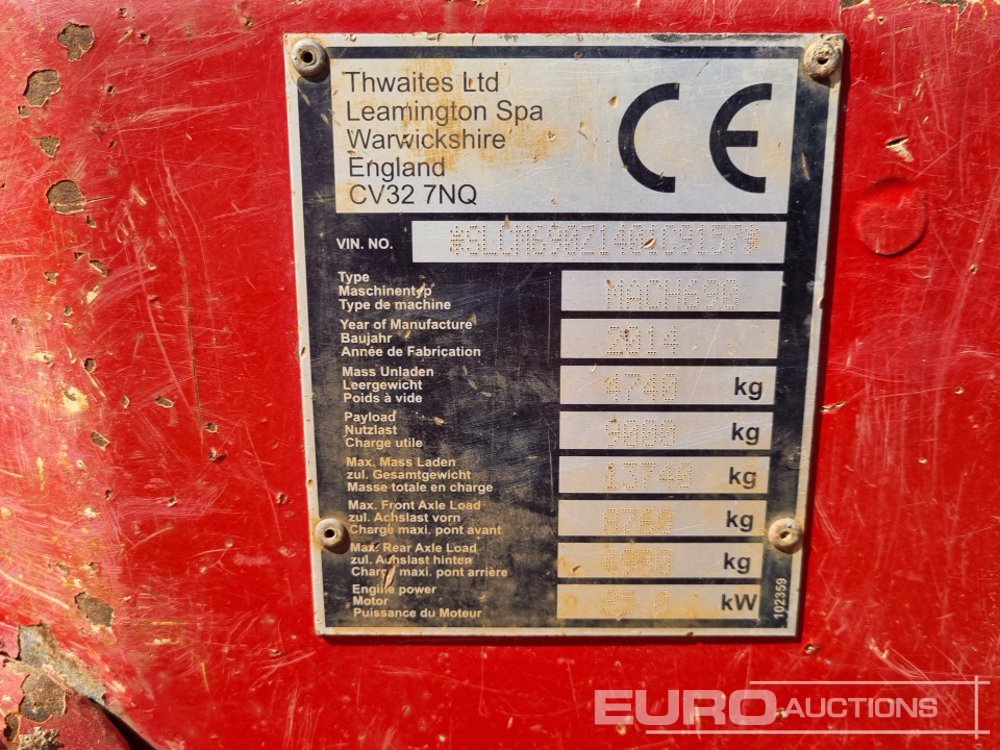 Thwaites Ltd
Leamington Spa
Warwickshire
England
CV32 7NQ
CE
VIN. NO.
Type
Maschinentyp
Type de machine
MACH690
Year of Manufacture
Baujahr
Année de Fabrication
2014
Mass Unladen
Leergewicht
Poids à vide
4740 kg
Payload
Nutzlast
Charge utile
9000 kg
Max. Mass Laden
zul. Gesamtgewicht
Masse totale en charge
13740 kg
Max. Front Axle Load
zul. Achslast vorn
Charge maxi. pont avant
kg
Max. Rear Axle Load
zul. Achslast hinten
Charge maxi. pont arrière
kg
Engine power
Motor
Puissance du Moteur
kW
102359
EURO AUCTIONS